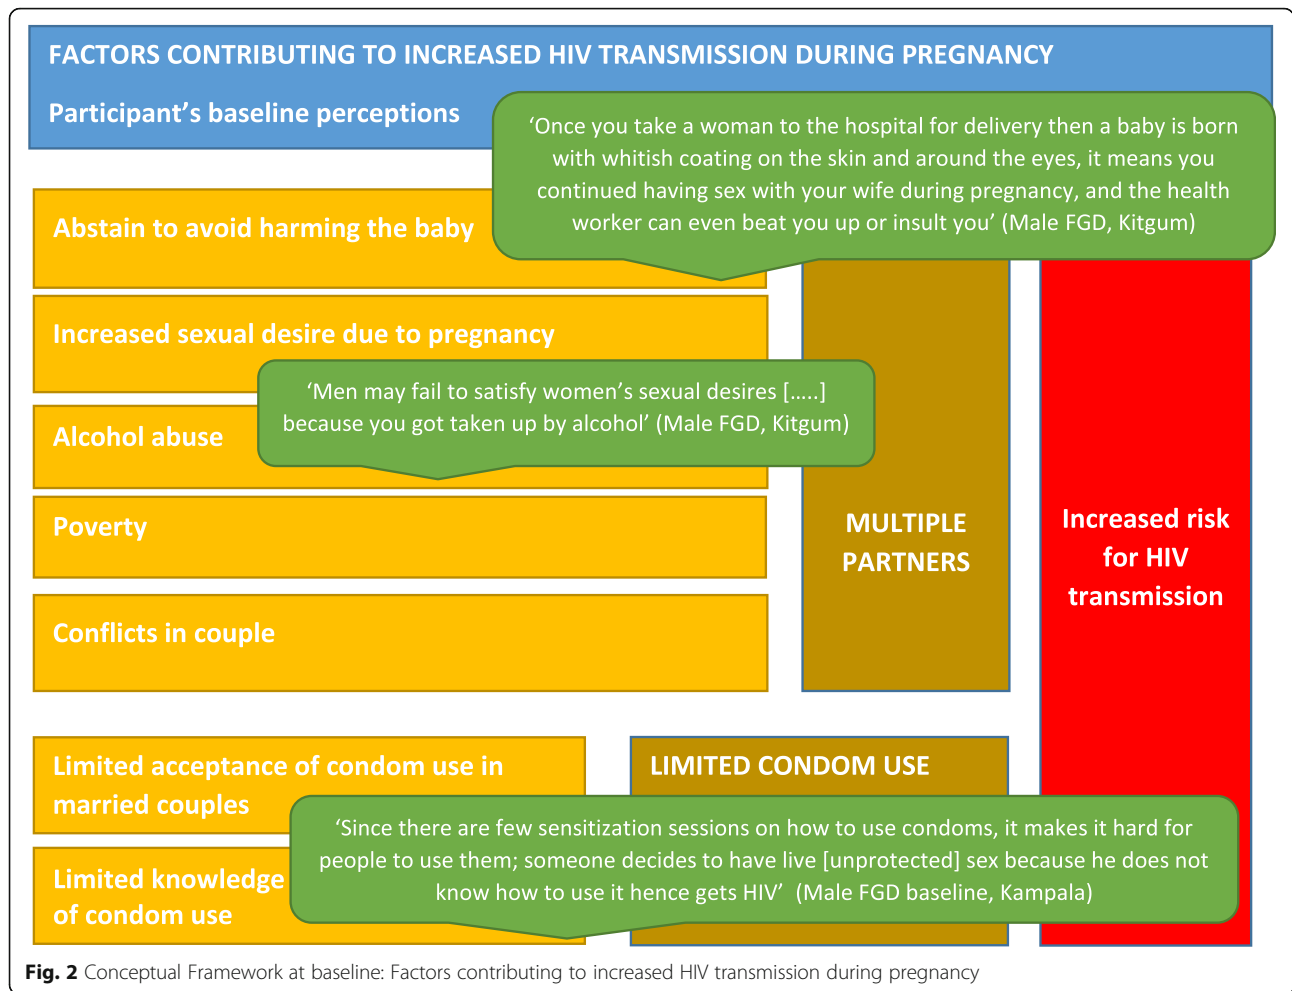 FACTORS CONTRIBUTING TO INCREASED HIV TRANSMISSION DURING PREGNANCY
Participant’s baseline perceptions
‘Once you take a woman to the hospital for delivery then a baby is born
with whitish coating on the skin and around the eyes, it means you
continued having sex with your wife during pregnancy, and the health
worker can even beat you up or insult you’ (Male FGD, Kitgum)
Abstain to avoid harming the baby
Increased sexual desire due to pregnancy
‘Men may fail to satisfy women’s sexual desires [.....]
because you got taken up by alcohol’ (Male FGD, Kitgum)
Alcohol abuse
Poverty
Conflicts in couple
MULTIPLE
PARTNERS
Increased risk
for HIV
transmission
Limited acceptance of condom use in
married couples
LIMITED CONDOM USE
‘Since there are few sensitization sessions on how to use condoms, it makes it hard for
people to use them; someone decides to have live [unprotected] sex because he does not
know how to use it hence gets HIV’ (Male FGD baseline, Kampala)
Limited knowledge
of condom use
Fig. 2 Conceptual Framework at baseline: Factors contributing to increased HIV transmission during pregnancy